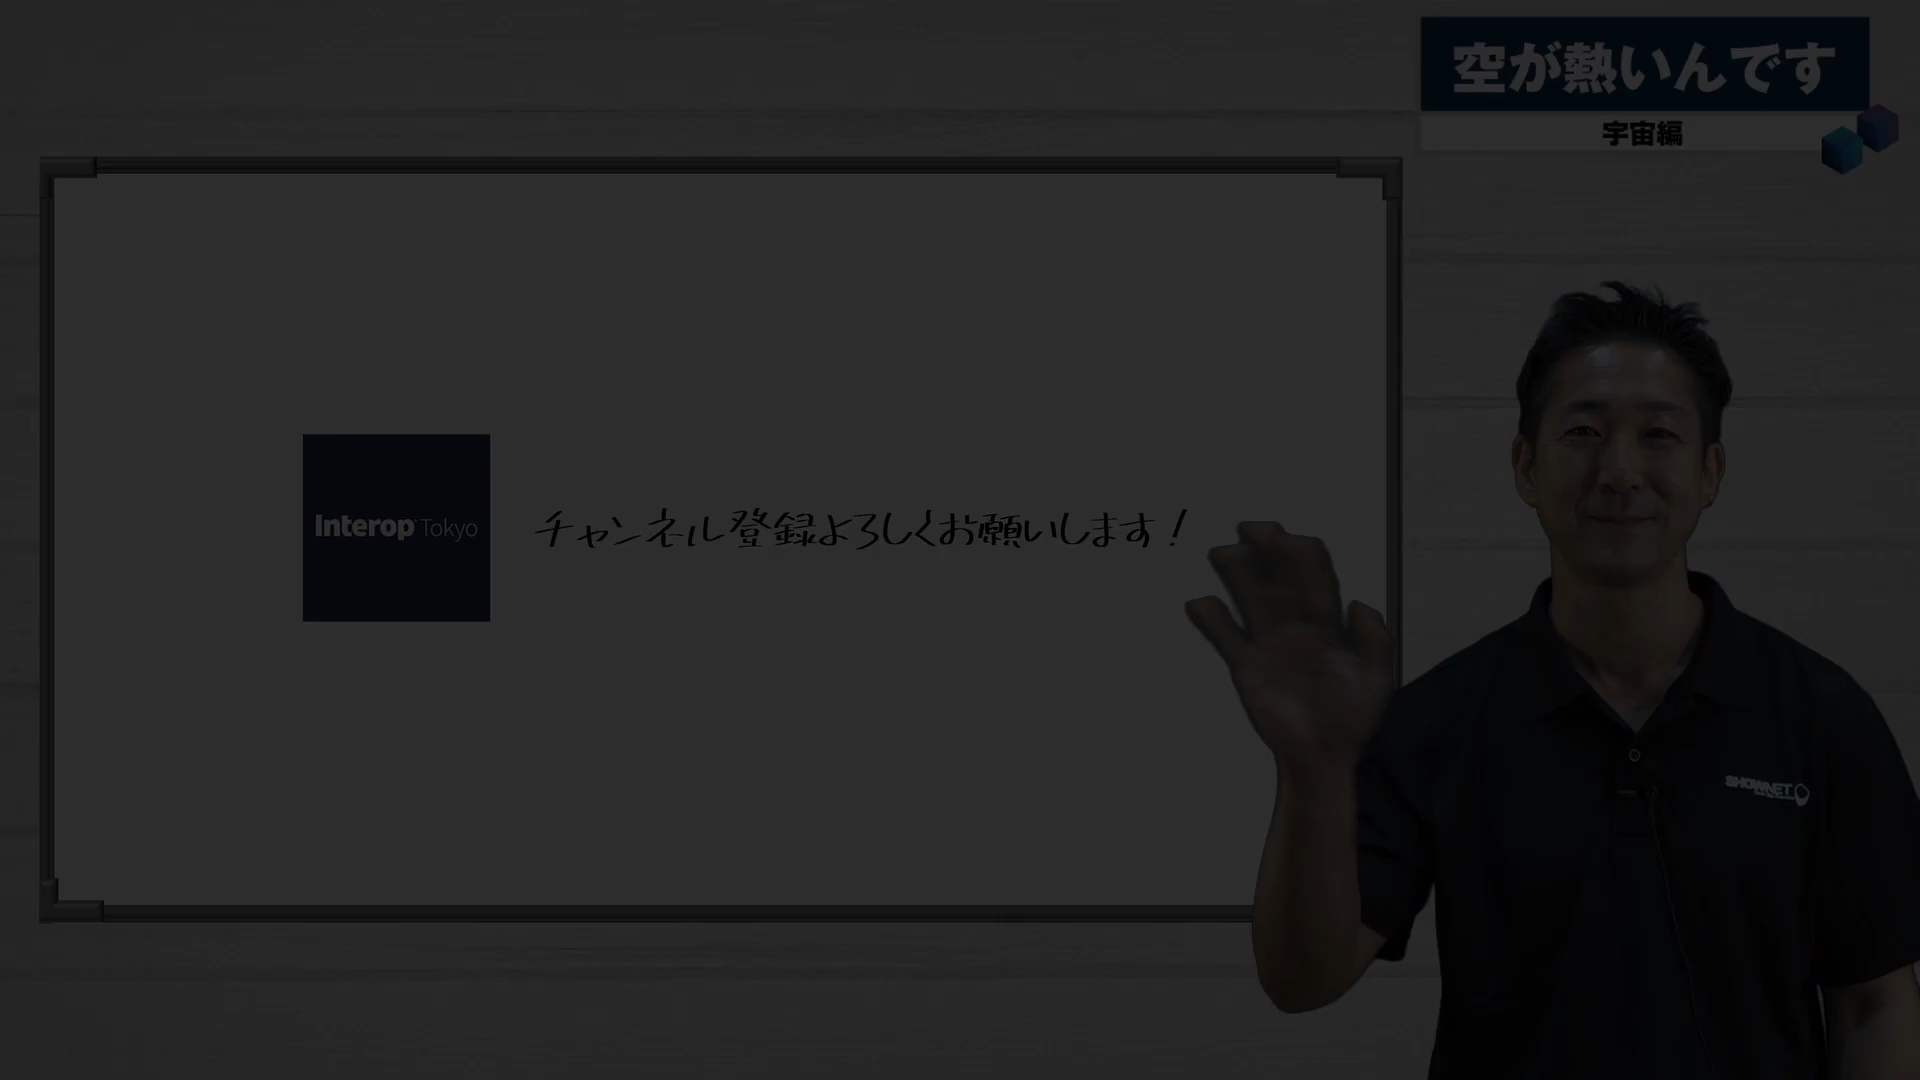 空が熱いんです
宇宙編
Interop Tokyo
チャンネル登録よろしくお願いします!
SHOWNET